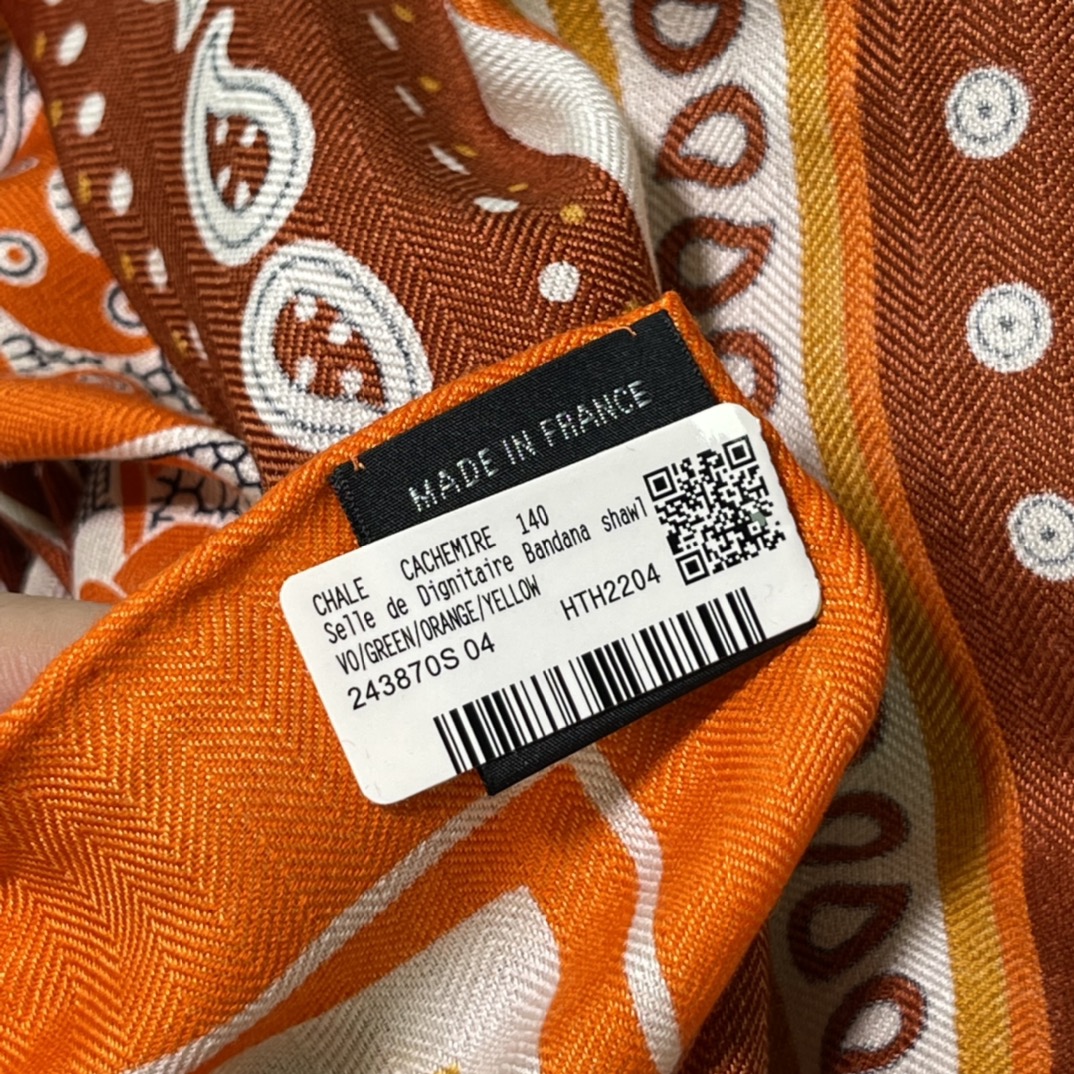 MADE IN FRANCE
CHALE CACHEMIRE 140
Selle de Dignitaire Bandana shawl
VO/GREEN/ORANGE/YELLOW
243870S 04 HTH2204